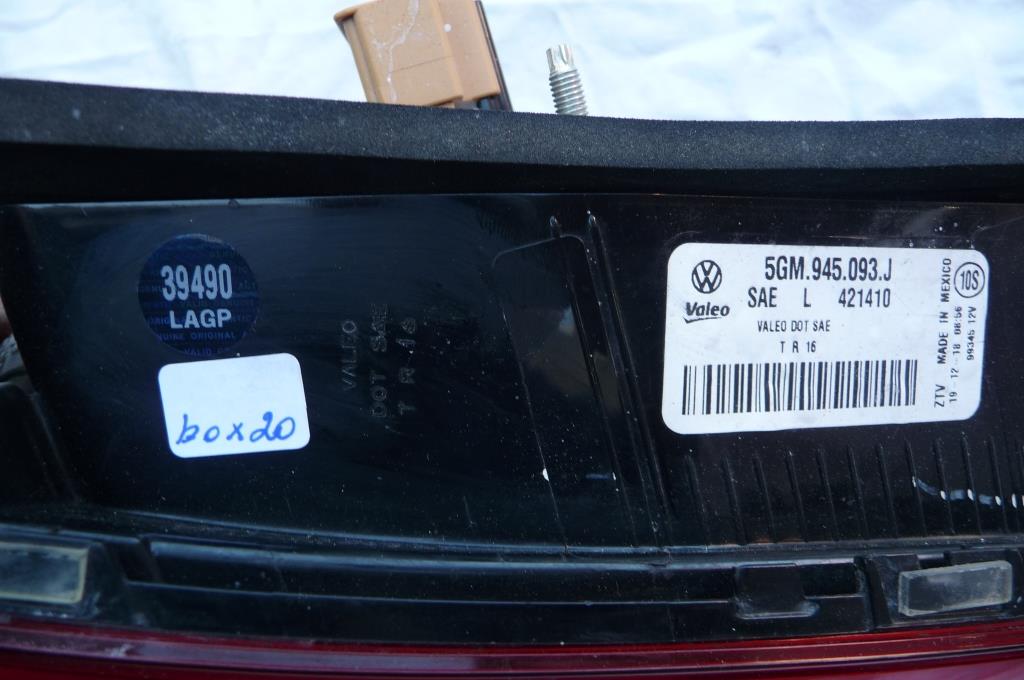 39490
LAGP
box20
VALEO
DOT SAE
T R 16
Valeo
5GM.945.093.J
SAE L 421410
VALEO DOT SAE
T R 16
ZTV MADE IN MEXICO
19-12-18 08:56
99345 12V
10S